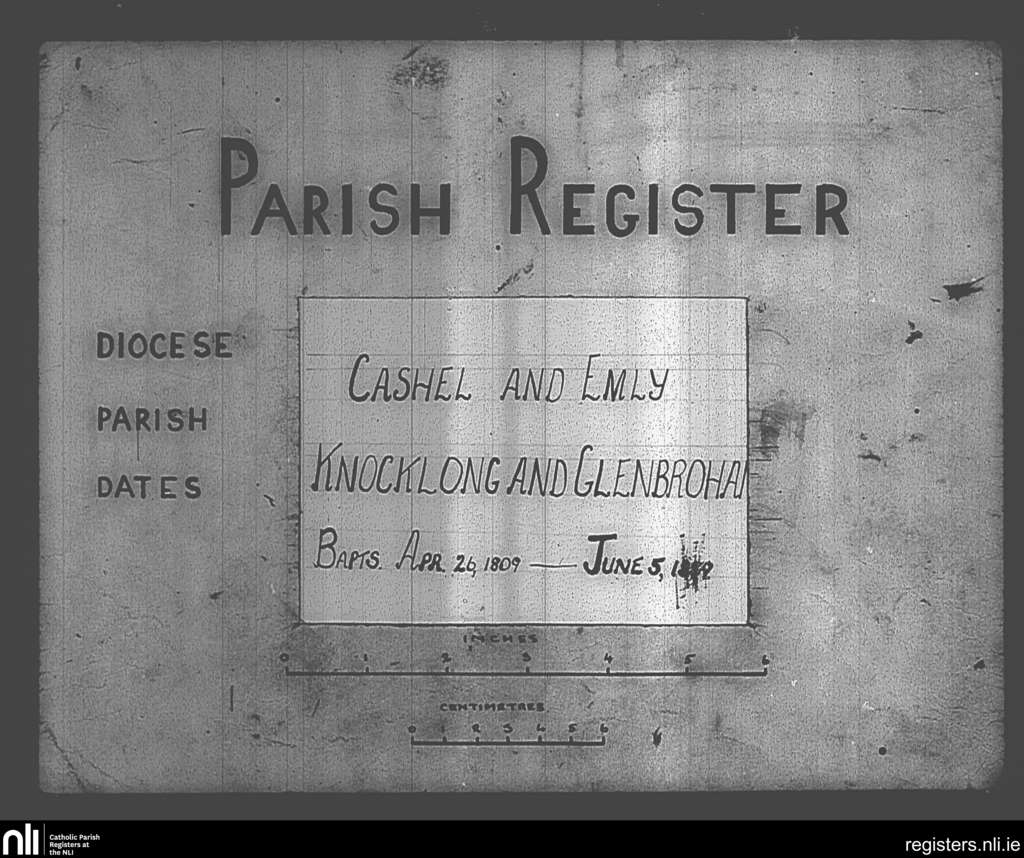 PARISH REGISTER
DIOCESE CASHEL AND EMLY
PARISH KNOCKLONG AND GLENBROHAN
DATES BAPTS. APR. 26, 1809 — JUNE 5,
INCHES
0 1 2 3 4 5 6
CENTIMETRES
0 1 2 3 4 5 6
nli Catholic Parish
Registers at
the NLI
registers.nli.ie